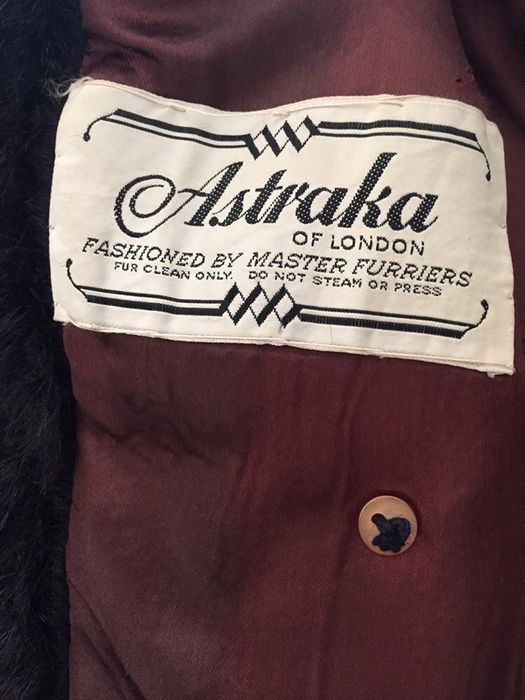 Astraka
OF LONDON
FASHIONED BY MASTER FURRIERS
FUR CLEAN ONLY. DO NOT STEAM OR PRESS